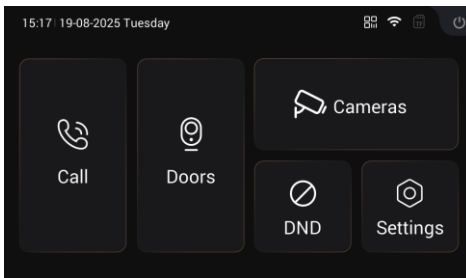 15:17 19-08-2025 Tuesday
Call
Doors
Cameras
DND
Settings